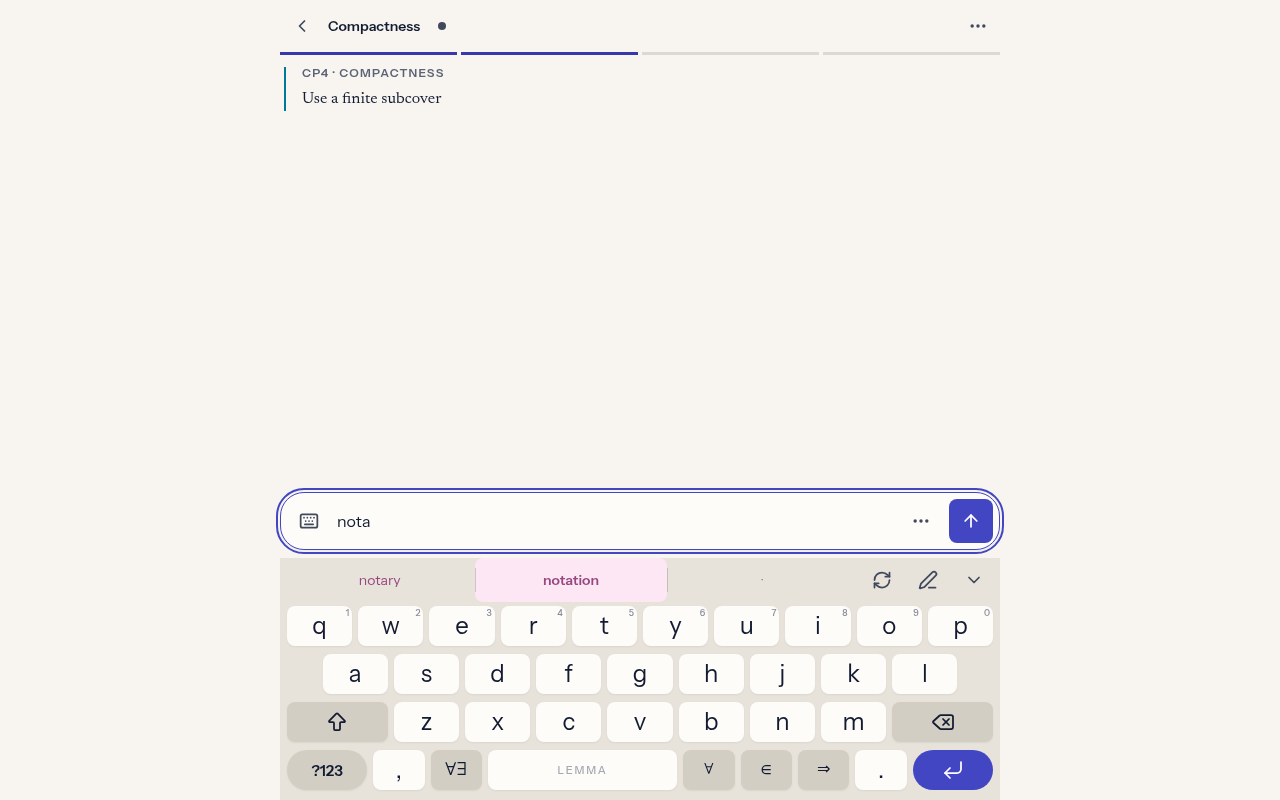 Compactness
CP4 · COMPACTNESS
Use a finite subcover
nota
notary notation ·
q 1 w 2 e 3 r 4 t 5 y 6 u 7 i 8 o 9 p 0
a s d f g h j k l
z x c v b n m
?123 , ∀∃ LEMMA ∀ ∈ ⇒ .